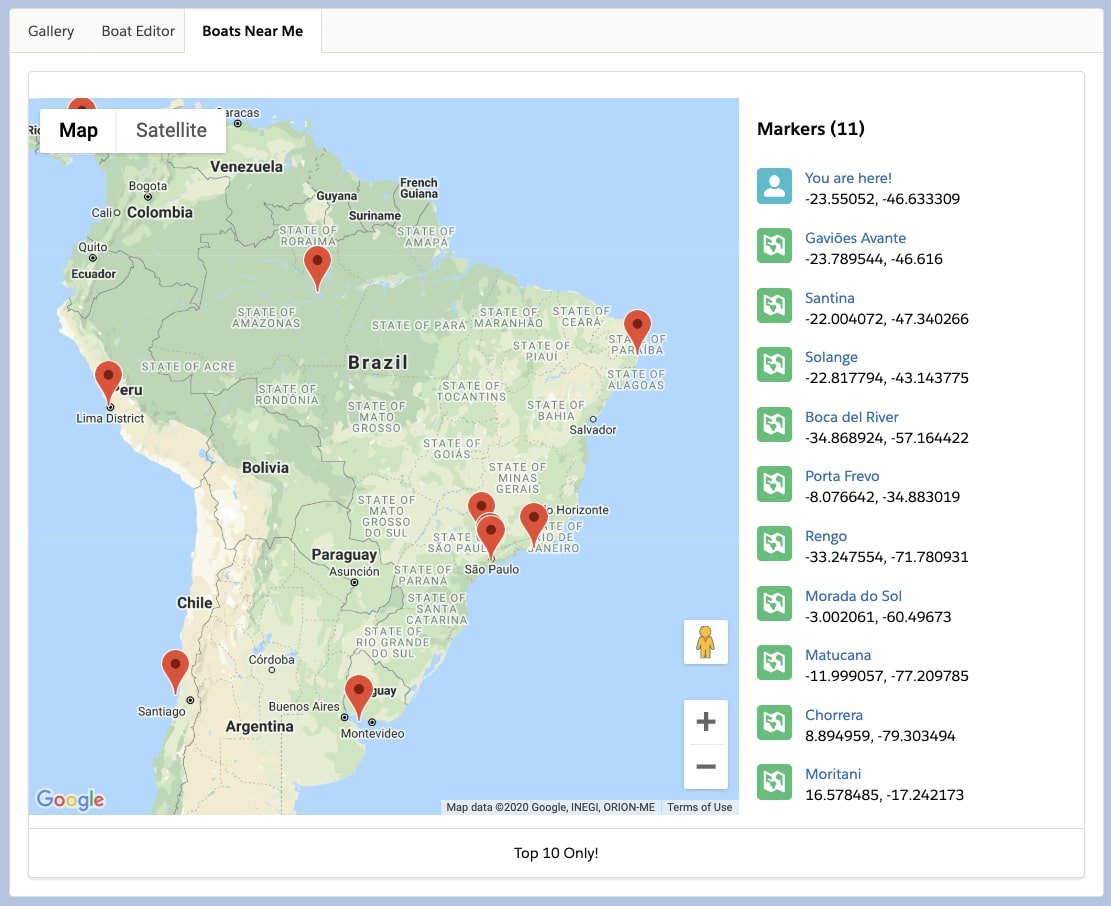 Gallery
Boat Editor
Boats Near Me
Map
Satellite
Caracas
Venezuela
Bogota
Cali
Colombia
Guyana
French
Guiana
Suriname
STATE OF
RORAIMA
STATE OF
AMAPÁ
Quito
Ecuador
STATE OF
AMAZONAS
STATE OF PARÁ
STATE OF
MARANHÃO
STATE OF
CEARÁ
STATE OF
PARAÍBA
STATE OF
PIAUÍ
Brazil
STATE OF ACRE
Peru
Lima District
STATE OF
RONDÔNIA
STATE OF
TOCANTINS
STATE OF
ALAGOAS
STATE OF
MATO
GROSSO
STATE OF
BAHIA
Salvador
STATE OF
GOIÁS
Bolivia
STATE OF
MINAS
GERAIS
STATE OF
MATO
GROSSO
DO SUL
o Horizonte
STATE OF
SÃO PAULO
STATE OF
RIO DE
JANEIRO
São Paulo
Paraguay
Asunción
STATE OF
PARANÁ
Chile
STATE OF
SANTA
CATARINA
STATE OF
RIO GRANDE
DO SUL
Córdoba
Santiago
Buenos Aires
guay
Argentina
Montevideo
Google
Map data ©2020 Google, INEGI, ORION-ME
Terms of Use
Markers (11)
You are here!
-23.55052, -46.633309
Gaviões Avante
-23.789544, -46.616
Santina
-22.004072, -47.340266
Solange
-22.817794, -43.143775
Boca del River
-34.868924, -57.164422
Porta Frevo
-8.076642, -34.883019
Rengo
-33.247554, -71.780931
Morada do Sol
-3.002061, -60.49673
Matucana
-11.999057, -77.209785
Chorrera
8.894959, -79.303494
Moritani
16.578485, -17.242173
Top 10 Only!